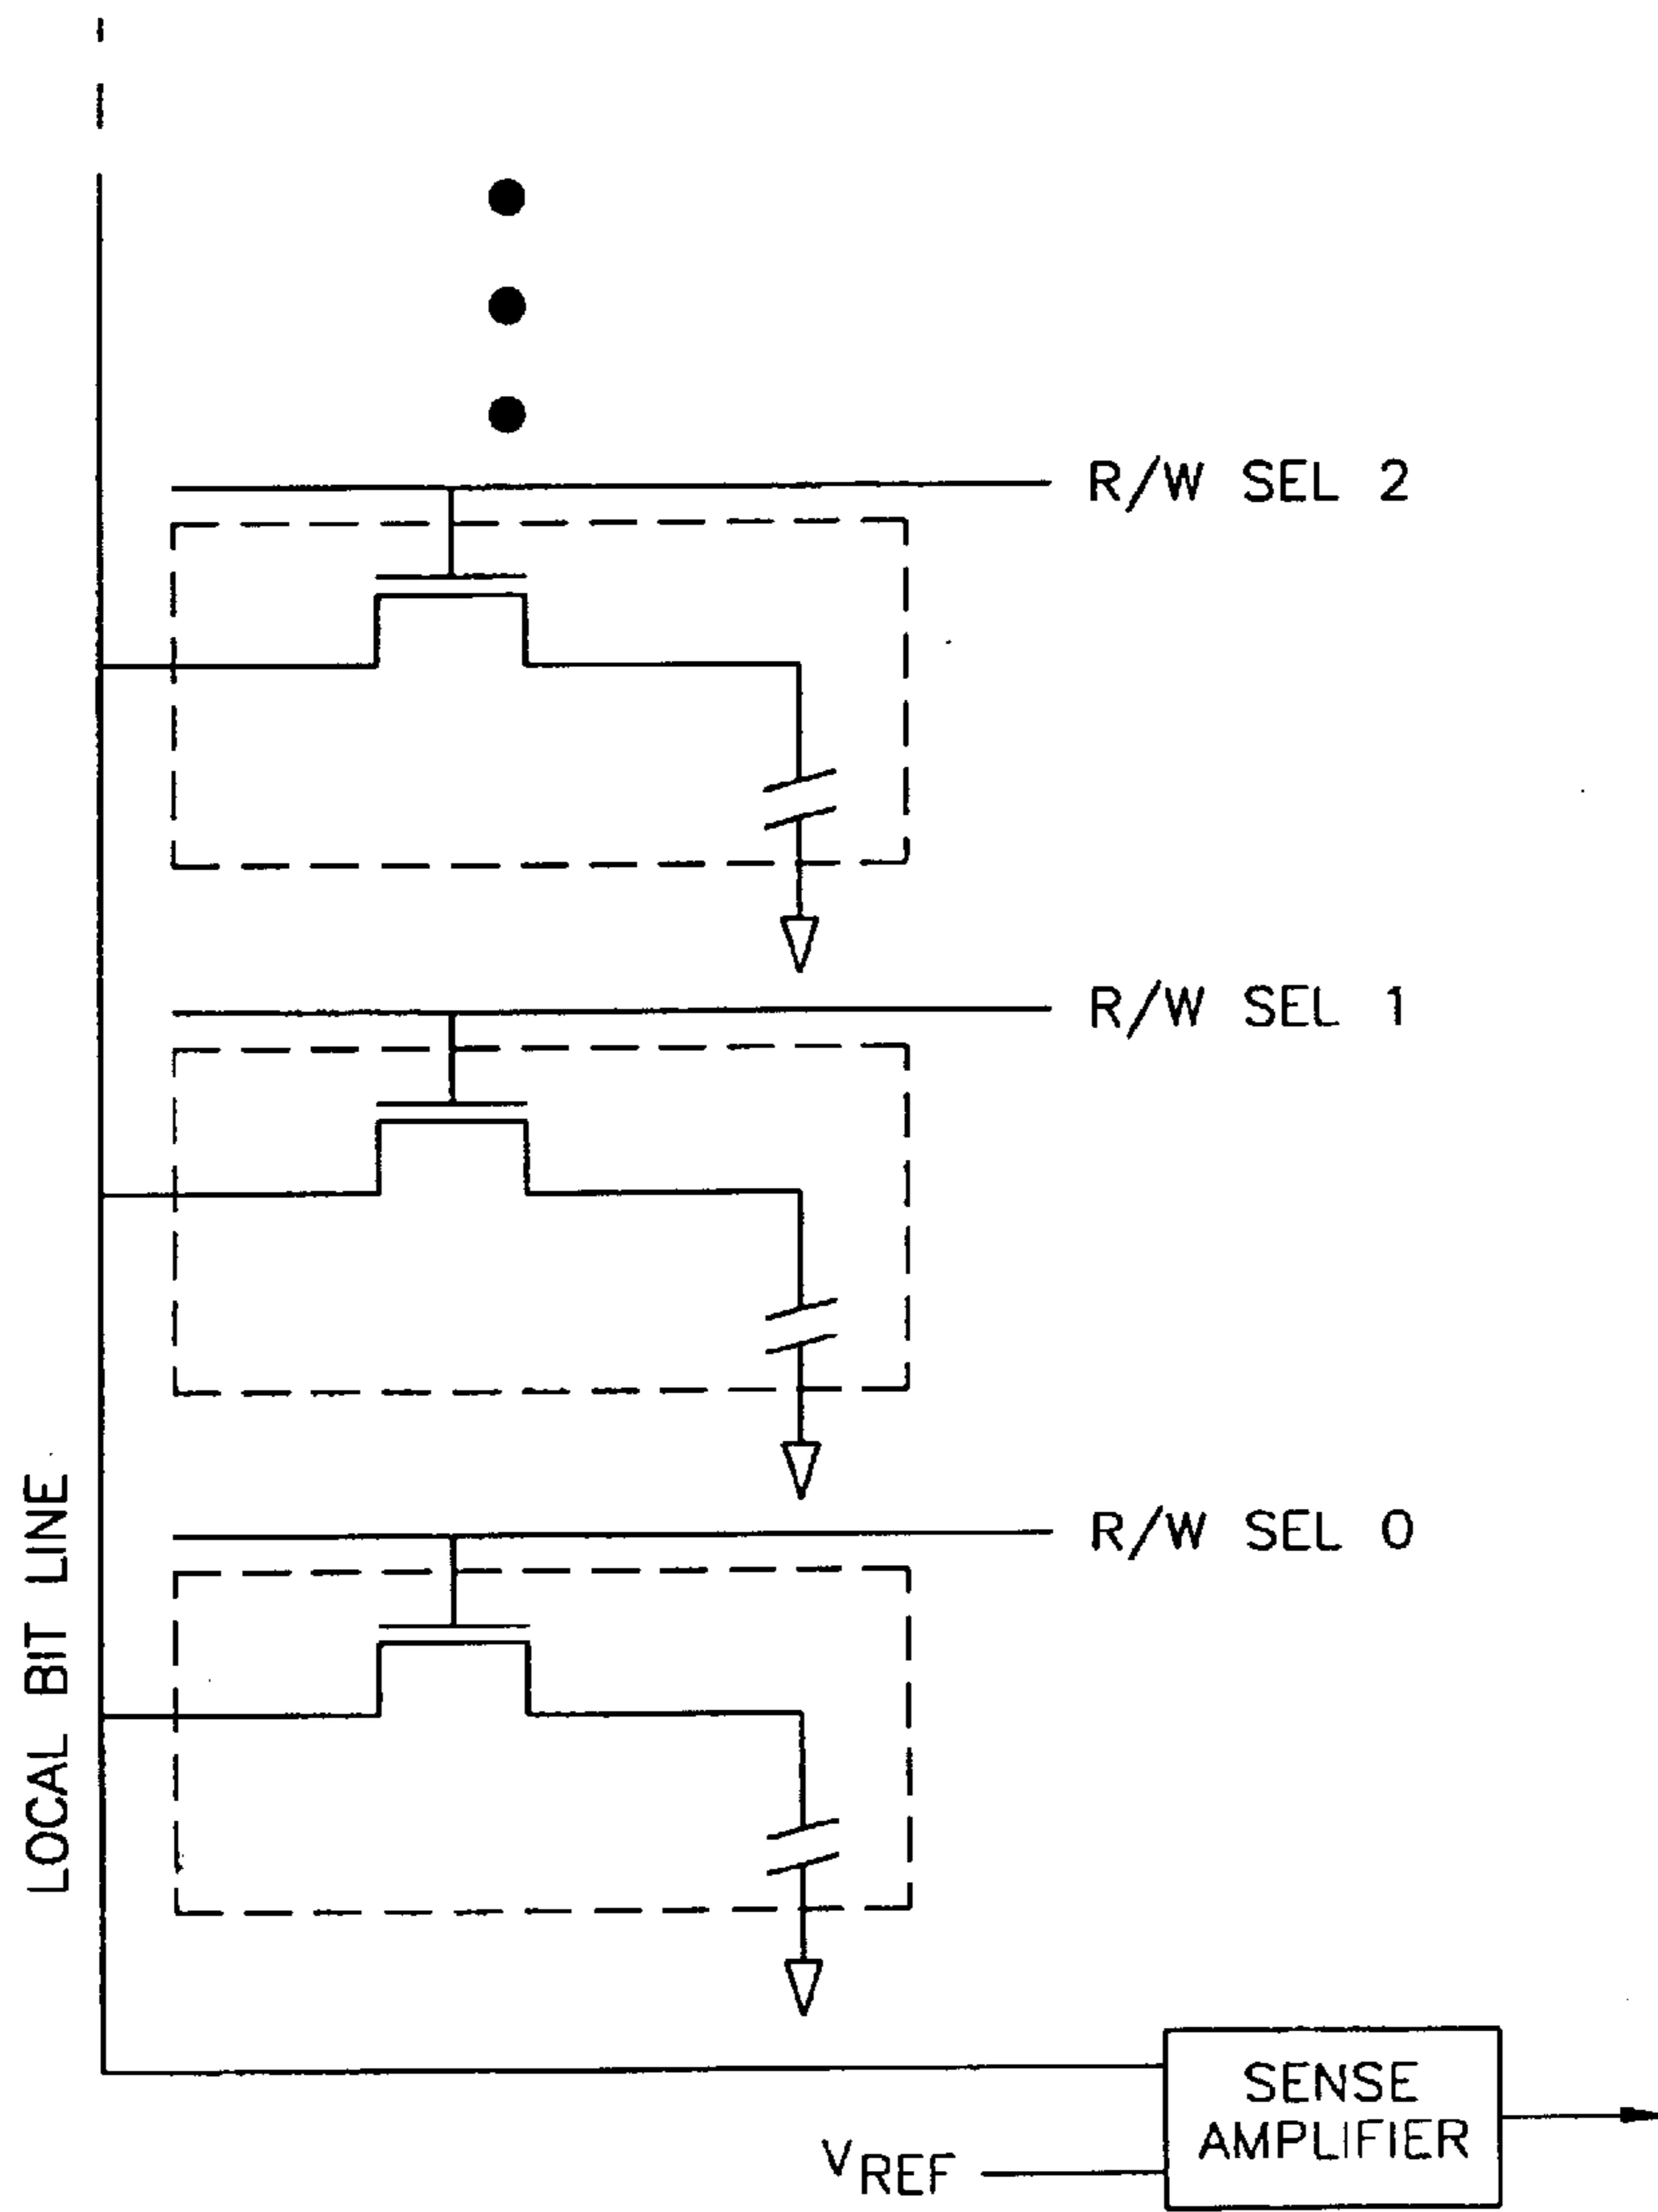 R/W SEL 2
R/W SEL 1
R/W SEL 0
LOCAL BIT LINE
SENSE
AMPLIFIER
VREF